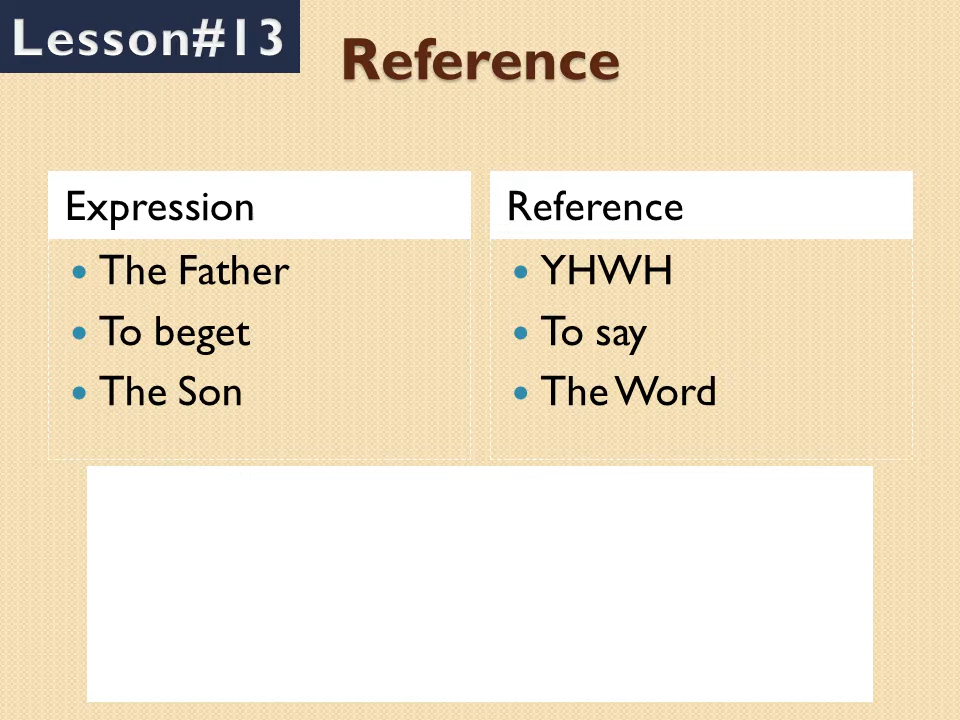 Lesson#13
Reference
Expression
The Father
To beget
The Son
Reference
YHWH
To say
The Word